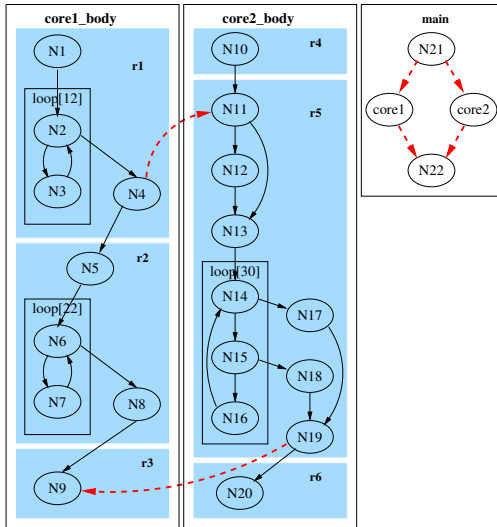 core1_body
r1
N1
loop[12]
N2
N3
N4
r2
N5
loop[22]
N6
N7
N8
r3
N9
core2_body
r4
N10
r5
N11
N12
N13
loop[30]
N14
N17
N15
N18
N16
N19
r6
N20
main
N21
core1
core2
N22